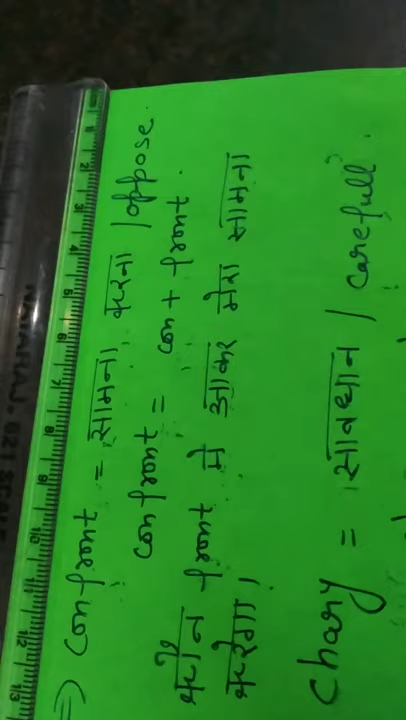 ⇒ Confront = सामना करना / oppose.
Confront = con + front
कौन front में आकर मेरा सामना
करेगा।
Chary = सावधान / carefull.